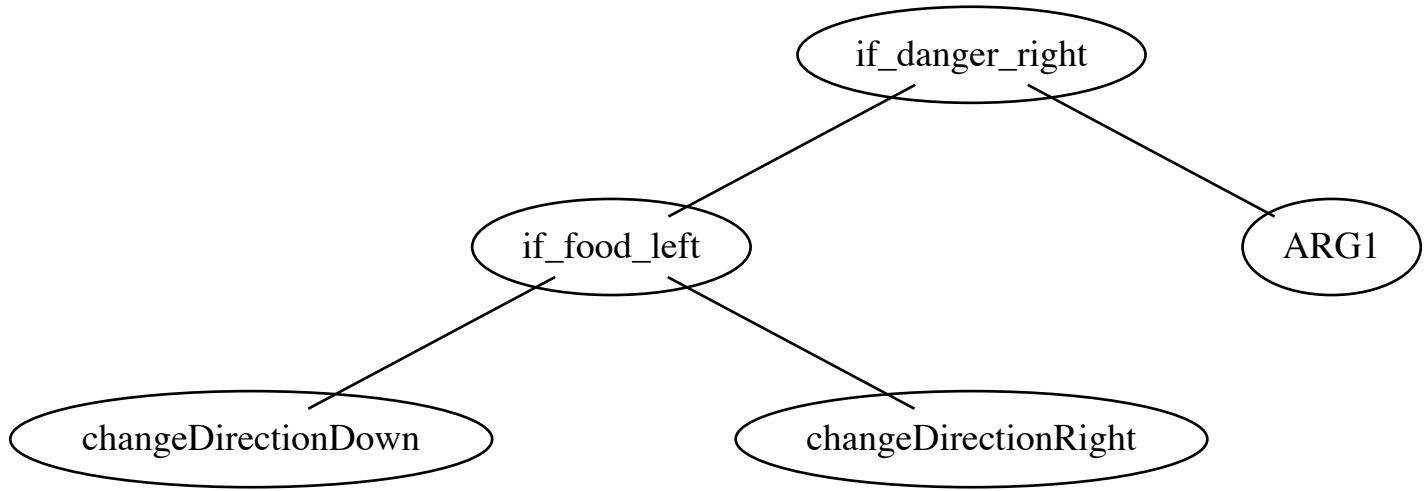 if_danger_right
if_food_left
ARG1
changeDirectionDown
changeDirectionRight